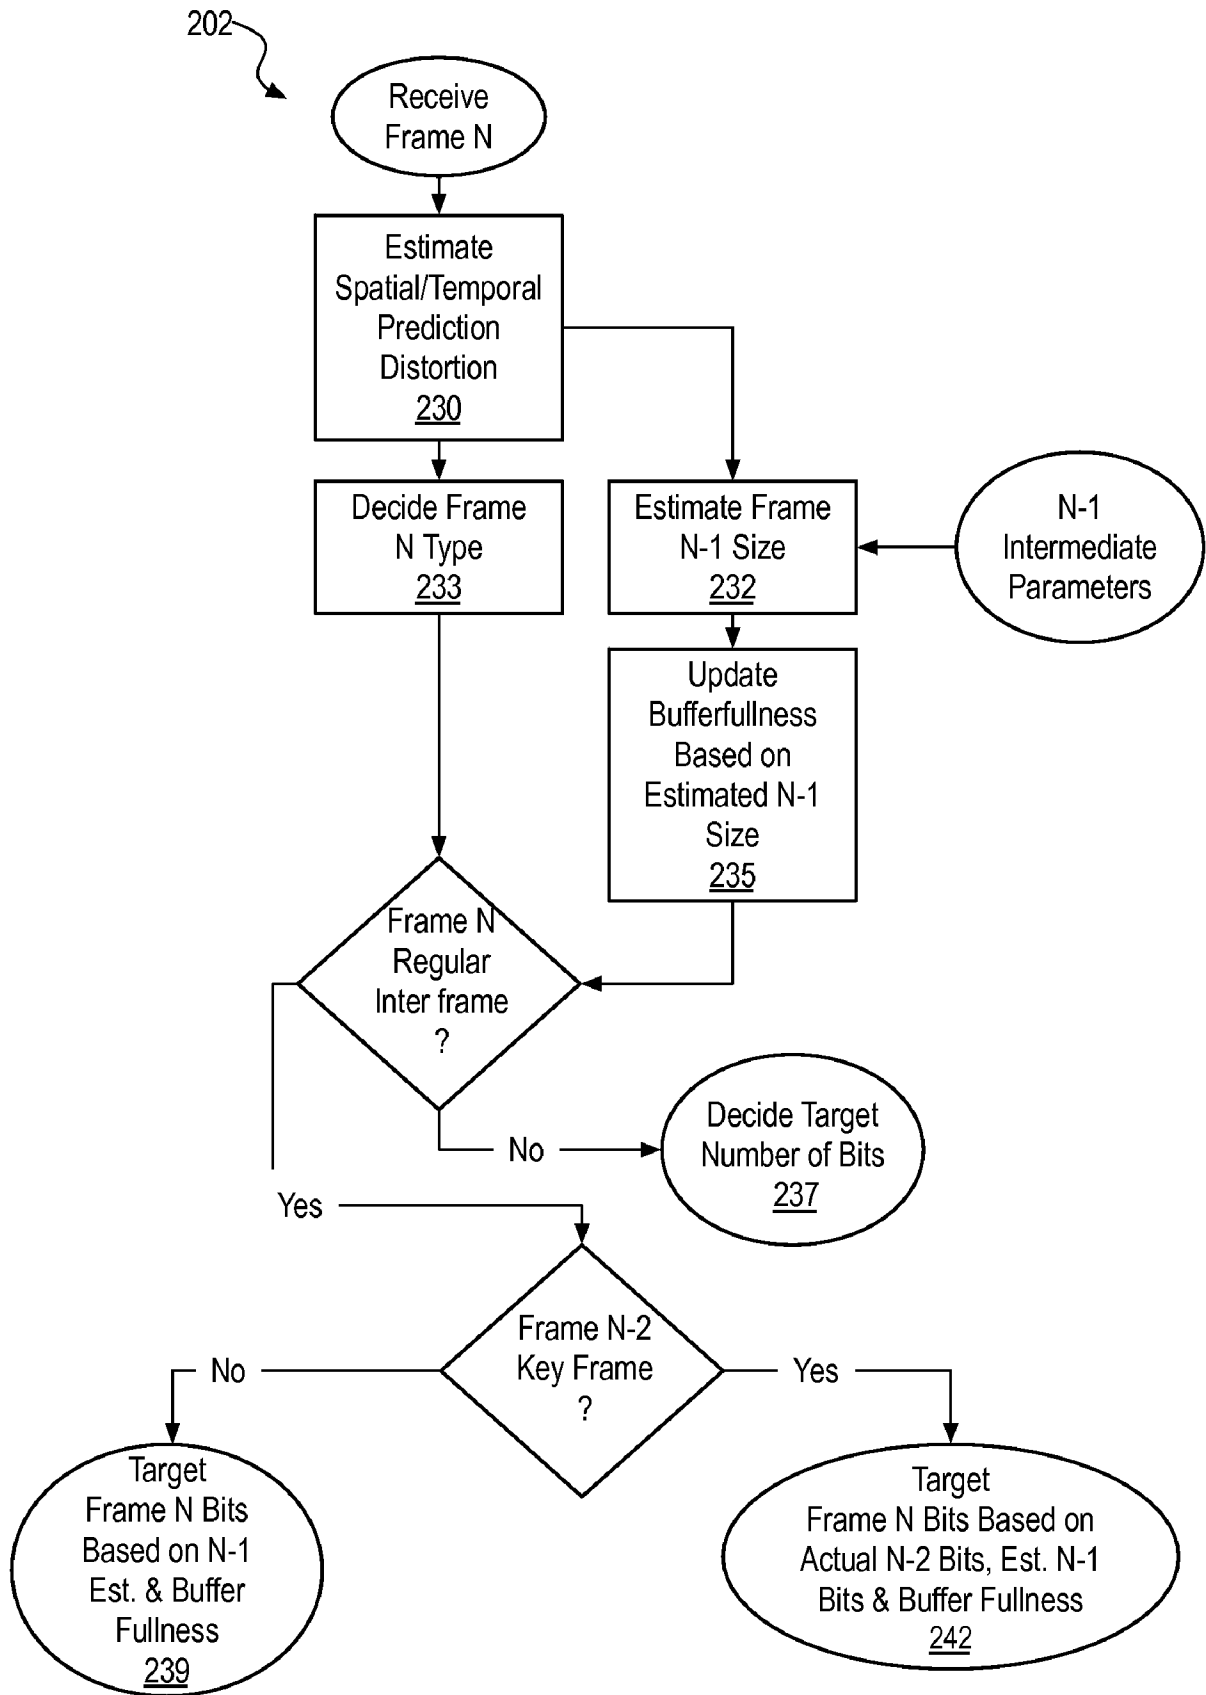 202
Receive
Frame N
Estimate
Spatial/Temporal
Prediction
Distortion
230
Decide Frame
N Type
233
Estimate Frame
N-1 Size
232
N-1
Intermediate
Parameters
Update
Bufferfullness
Based on
Estimated N-1
Size
235
Frame N
Regular
Inter frame
?
No
Decide Target
Number of Bits
237
Yes
Frame N-2
Key Frame
?
No
Yes
Target
Frame N Bits
Based on N-1
Est. & Buffer
Fullness
239
Target
Frame N Bits Based on
Actual N-2 Bits, Est. N-1
Bits & Buffer Fullness
242